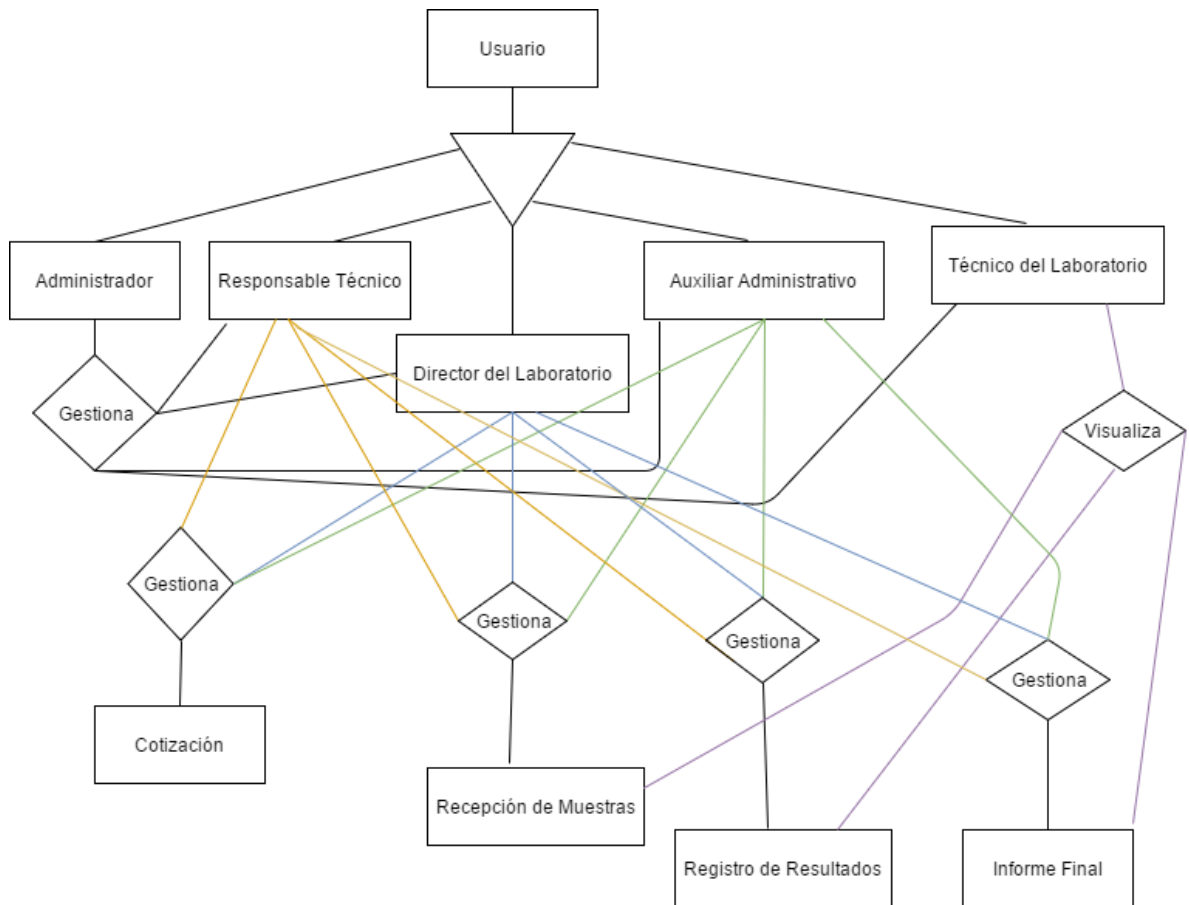 Usuario
Administrador
Responsable Técnico
Auxiliar Administrativo
Técnico del Laboratorio
Director del Laboratorio
Gestiona
Visualiza
Gestiona
Gestiona
Gestiona
Gestiona
Cotización
Recepción de Muestras
Registro de Resultados
Informe Final